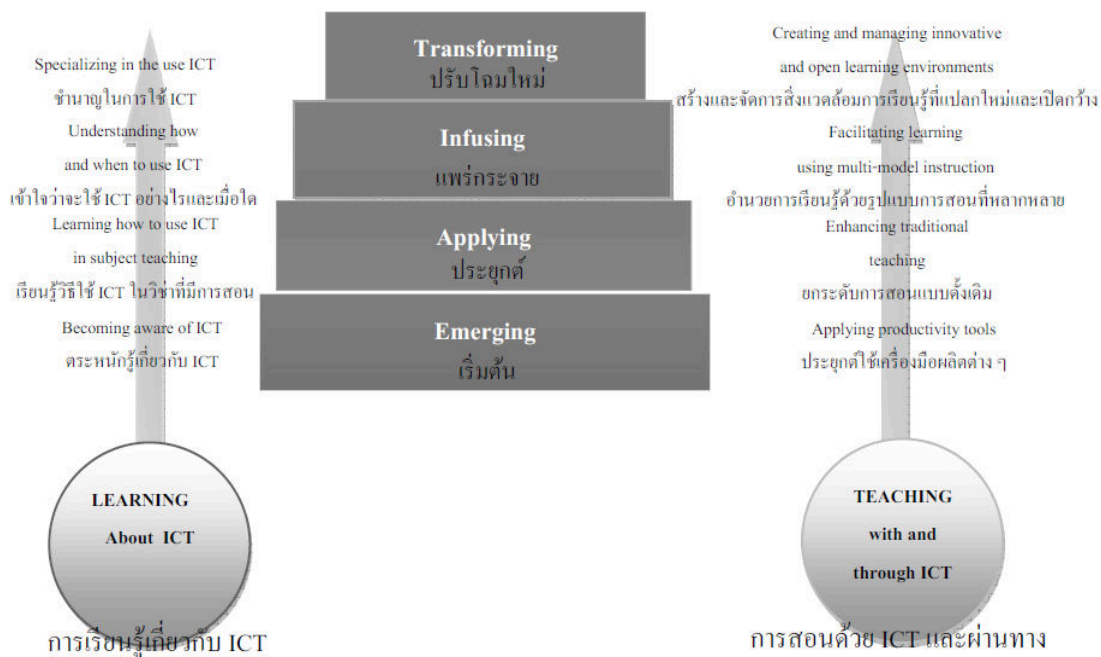 Transforming
ปรับโฉมใหม่
Infusing
แพร่กระจาย
Applying
ประยุกต์
Emerging
เริ่มต้น
Specializing in the use ICT
ชำนาญในการใช้ ICT
Understanding how
and when to use ICT
เข้าใจว่าจะใช้ ICT อย่างไรและเมื่อใด
Learning how to use ICT
in subject teaching
เรียนรู้วิธีใช้ ICT ในวิช่าที่มีการสอน
Becoming aware of ICT
ตระหนักรู้เกี่ยวกับ ICT
LEARNING
About ICT
การเรียนรู้เกี่ยวกับ ICT
Creating and managing innovative
and open learning environments
สร้างและจัดการสิ่งแวดล้อมการเรียนรู้ที่แปลกใหม่และเปิดกว้าง
Facilitating learning
using multi-model instruction
อำนวยการเรียนรู้ด้วยรูปแบบการสอนที่หลากหลาย
Enhancing traditional
teaching
ยกระดับการสอนแบบดั้งเดิม
Applying productivity tools
ประยุกต์ใช้เครื่องมือผลิตต่าง ๆ
TEACHING
with and
through ICT
การสอนด้วย ICT และผ่านทาง